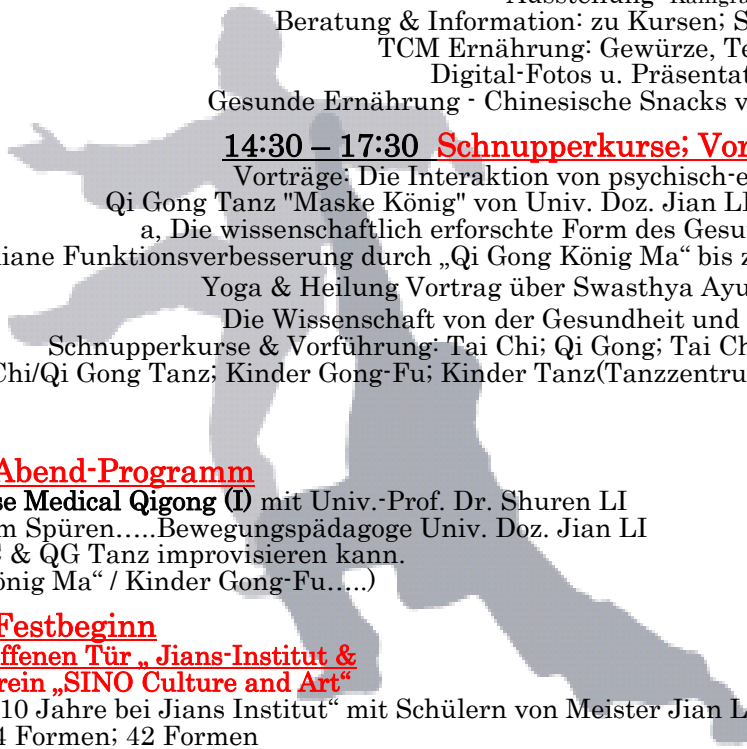 Beratung & Information: zu Kursen; S
TCM Ernährung: Gewürze, Te
Digital-Fotos u. Präsentat
Gesunde Ernährung - Chinesische Snacks v
14:30 – 17:30 Schnupperkurse; Vor
Vorträge: Die Interaktion von psychisch-e
Qi Gong Tanz "Maske König" von Univ. Doz. Jian LI
a, Die wissenschaftlich erforschte Form des Gesu
iane Funktionsverbesserung durch „Qi Gong König Ma“ bis z
Yoga & Heilung Vortrag über Swasthya Ayu
Die Wissenschaft von der Gesundheit und
Schnupperkurse & Vorführung: Tai Chi; Qi Gong; Tai Ch
Chi/Qi Gong Tanz; Kinder Gong-Fu; Kinder Tanz(Tanzzentru
Abend-Programm
se Medical Qigong (I) mit Univ.-Prof. Dr. Shuren LI
m Spüren…..Bewegungspädagoge Univ. Doz. Jian LI
& QG Tanz improvisieren kann.
önig Ma“ / Kinder Gong-Fu…..)
Festbeginn
ffenen Tür „ Jians-Institut &
rein „SINO Culture and Art“
10 Jahre bei Jians Institut“ mit Schülern von Meister Jian L
4 Formen; 42 Formen